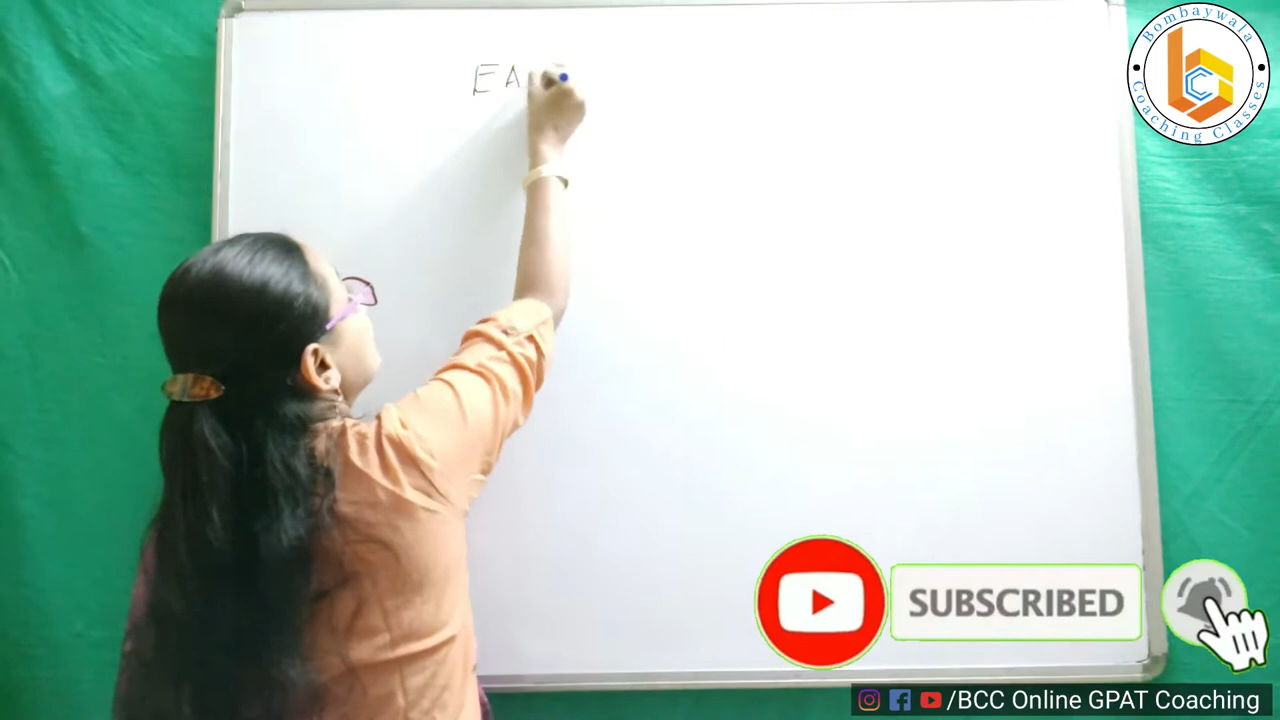 Bombaywala
Coaching Classes
EA
SUBSCRIBED
/BCC Online GPAT Coaching